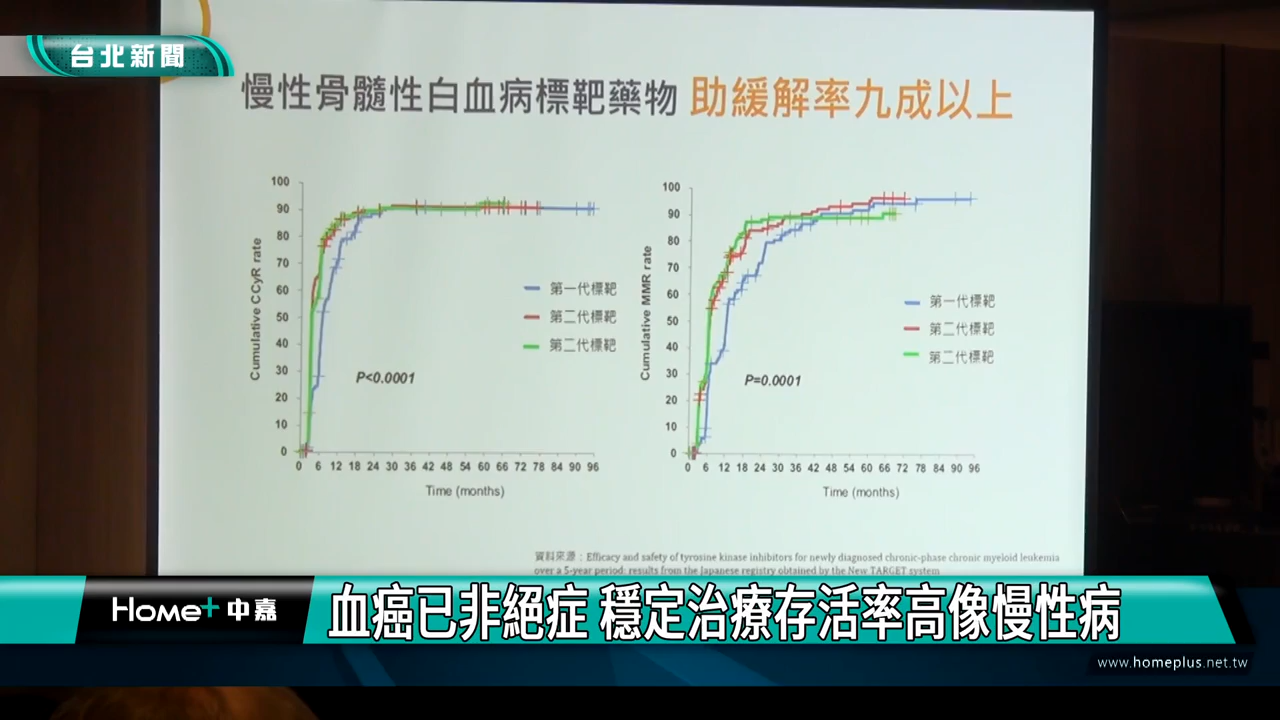 台北新聞
慢性骨髓性白血病標靶藥物 助緩解率九成以上
100
90
80
70
60
50
40
30
20
10
0
Cumulative CCyR rate
第一代標靶
第二代標靶
第二代標靶
P<0.0001
0 6 12 18 24 30 36 42 48 54 60 66 72 78 84 90 96
Time (months)
100
90
80
70
60
50
40
30
20
10
0
Cumulative MMR rate
第一代標靶
第二代標靶
第二代標靶
P=0.0001
0 6 12 18 24 30 36 42 48 54 60 66 72 78 84 90 96
Time (months)
資料來源：Efficacy and safety of tyrosine kinase inhibitors for newly diagnosed chronic-phase chronic myeloid leukemia
over a 5-year period: results from the Japanese registry obtained by the New TARGET system
Home+ 中嘉
血癌已非絕症 穩定治療存活率高像慢性病
www.homeplus.net.tw